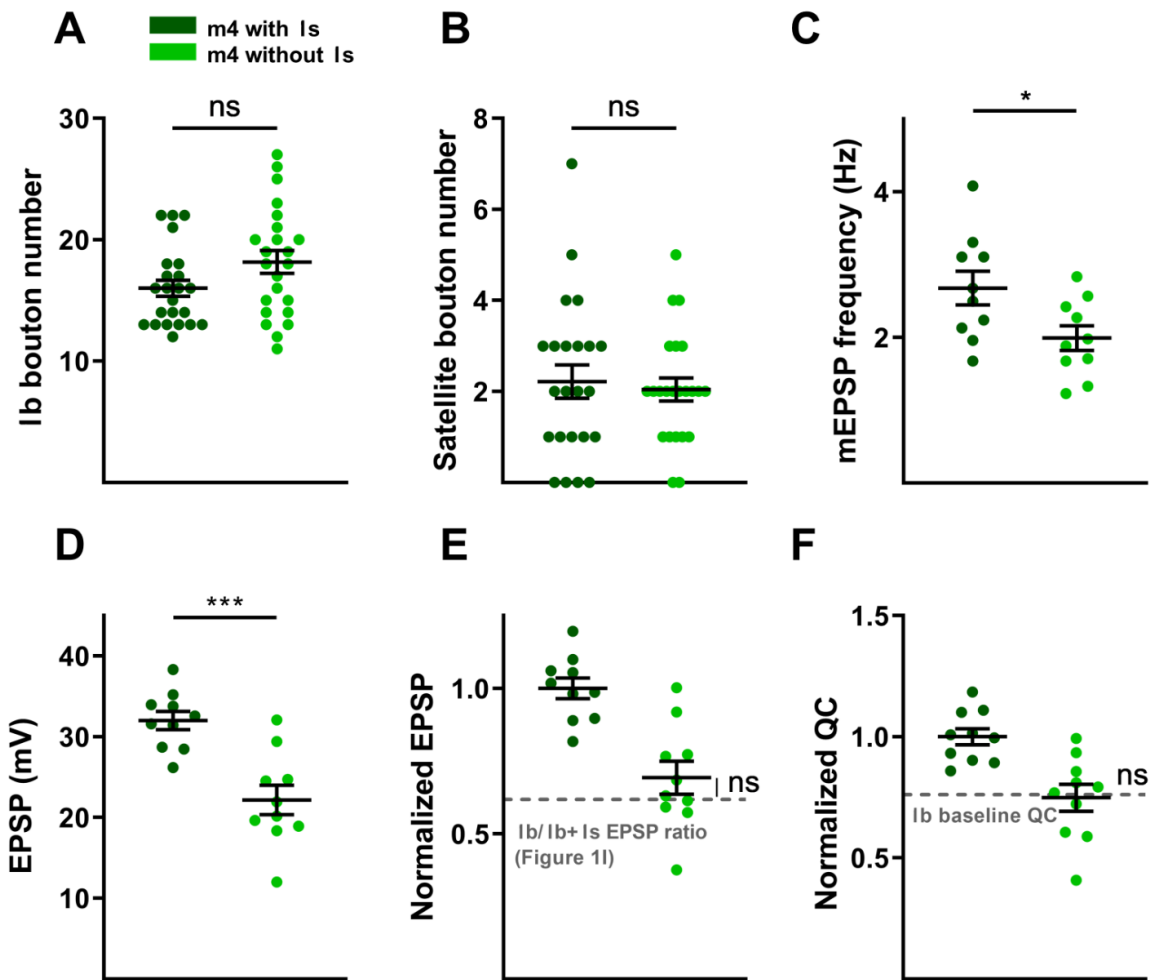 A
m4 with Is
m4 without Is
B
C
ns
ns
*
30
20
10
Ib bouton number
8
6
4
2
0
Satellite bouton number
4
2
mEPSP frequency (Hz)
D
E
F
***
40
30
20
10
EPSP (mV)
1.0
0.5
Normalized EPSP
ns
Ib/ Ib+ Is EPSP ratio
(Figure 1I)
1.5
1.0
0.5
Normalized QC
ns
Ib baseline QC